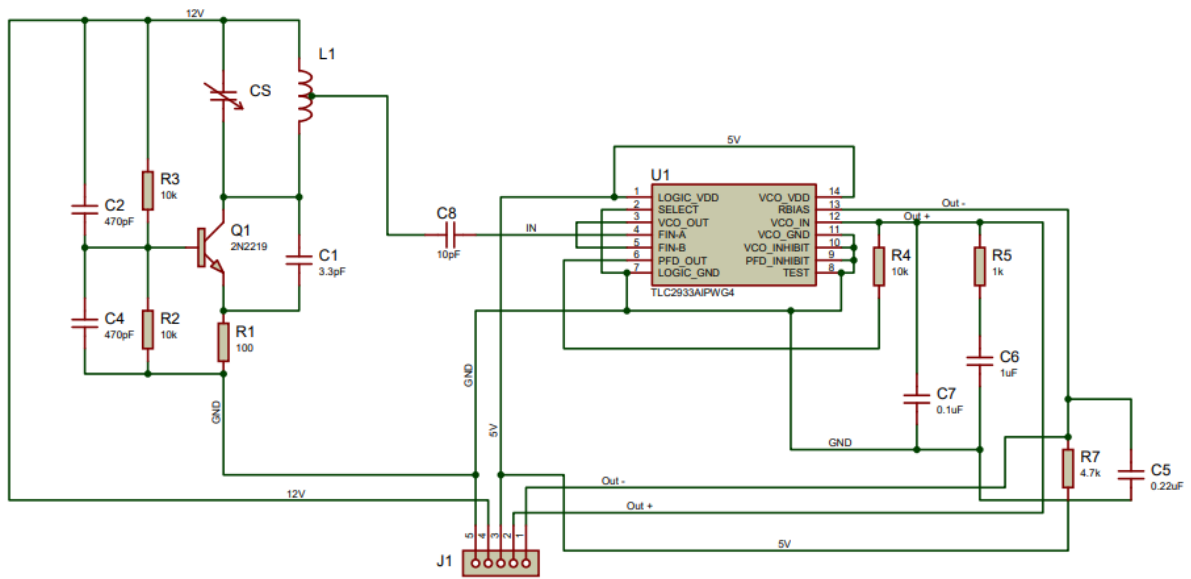 12V
L1
CS
R3
10k
C2
470pF
Q1
2N2219
C1
3.3pF
C4
470pF
R2
10k
R1
100
GND
C8
10pF
IN
5V
U1
1 LOGIC_VDD VCO_VDD 14
2 SELECT RBIAS 13
3 VCO_OUT VCO_IN 12
4 FIN-A VCO_GND 11
5 FIN-B VCO_INHIBIT 10
6 PFD_OUT PFD_INHIBIT 9
7 LOGIC_GND TEST 8
TLC2933AIPWG4
Out -
Out +
R4
10k
R5
1k
C6
1uF
C7
0.1uF
GND
GND
5V
R7
4.7k
C5
0.22uF
12V
Out -
Out +
5V
J1
5 4 3 2 1